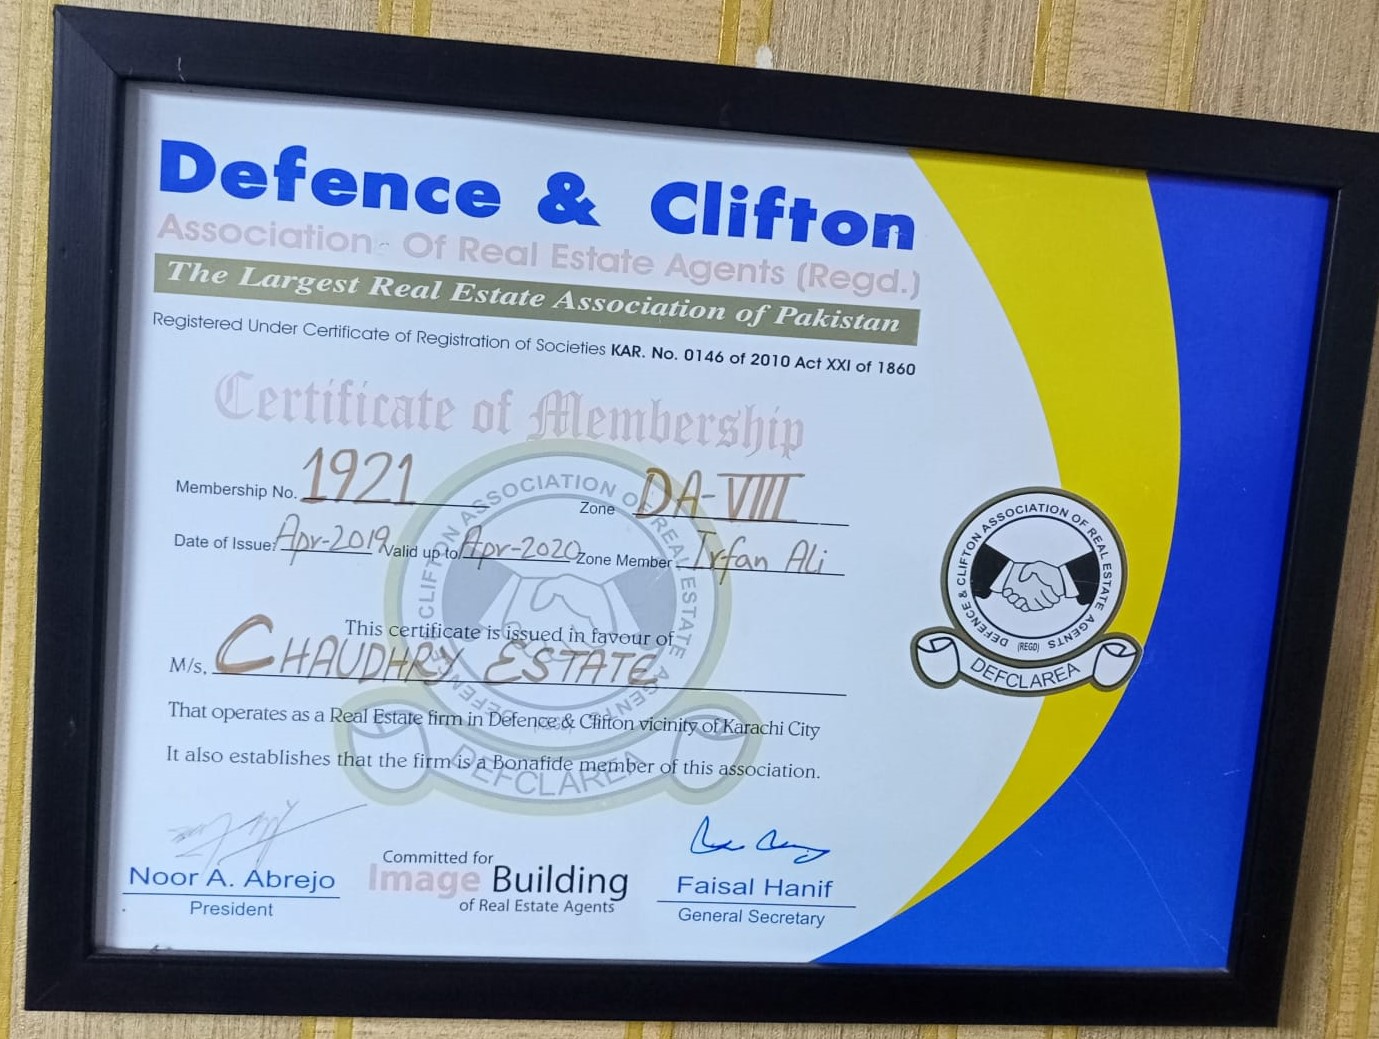 Defence & Clifton
Association Of Real Estate Agents (Regd.)
The Largest Real Estate Association of Pakistan
Registered Under Certificate of Registration of Societies KAR. No. 0146 of 2010 Act XXI of 1860
Certificate of Membership
Membership No. 1921 Zone DA-VIII
Date of Issue: Apr-2019 Valid up to Apr-2020 Zone Member Irfan Ali
This certificate is issued in favour of
M/s. CHAUDHRY ESTATE
That operates as a Real Estate firm in Defence & Clifton vicinity of Karachi City
It also establishes that the firm is a Bonafide member of this association.
Noor A. Abrejo
President
Committed for
Image Building
of Real Estate Agents
Faisal Hanif
General Secretary
DEFENCE & CLIFTON ASSOCIATION OF REAL ESTATE AGENTS
(REGD)
DEFCLAREA
DEFENCE & CLIFTON ASSOCIATION OF REAL ESTATE AGENTS
(REGD)
DEFCLAREA